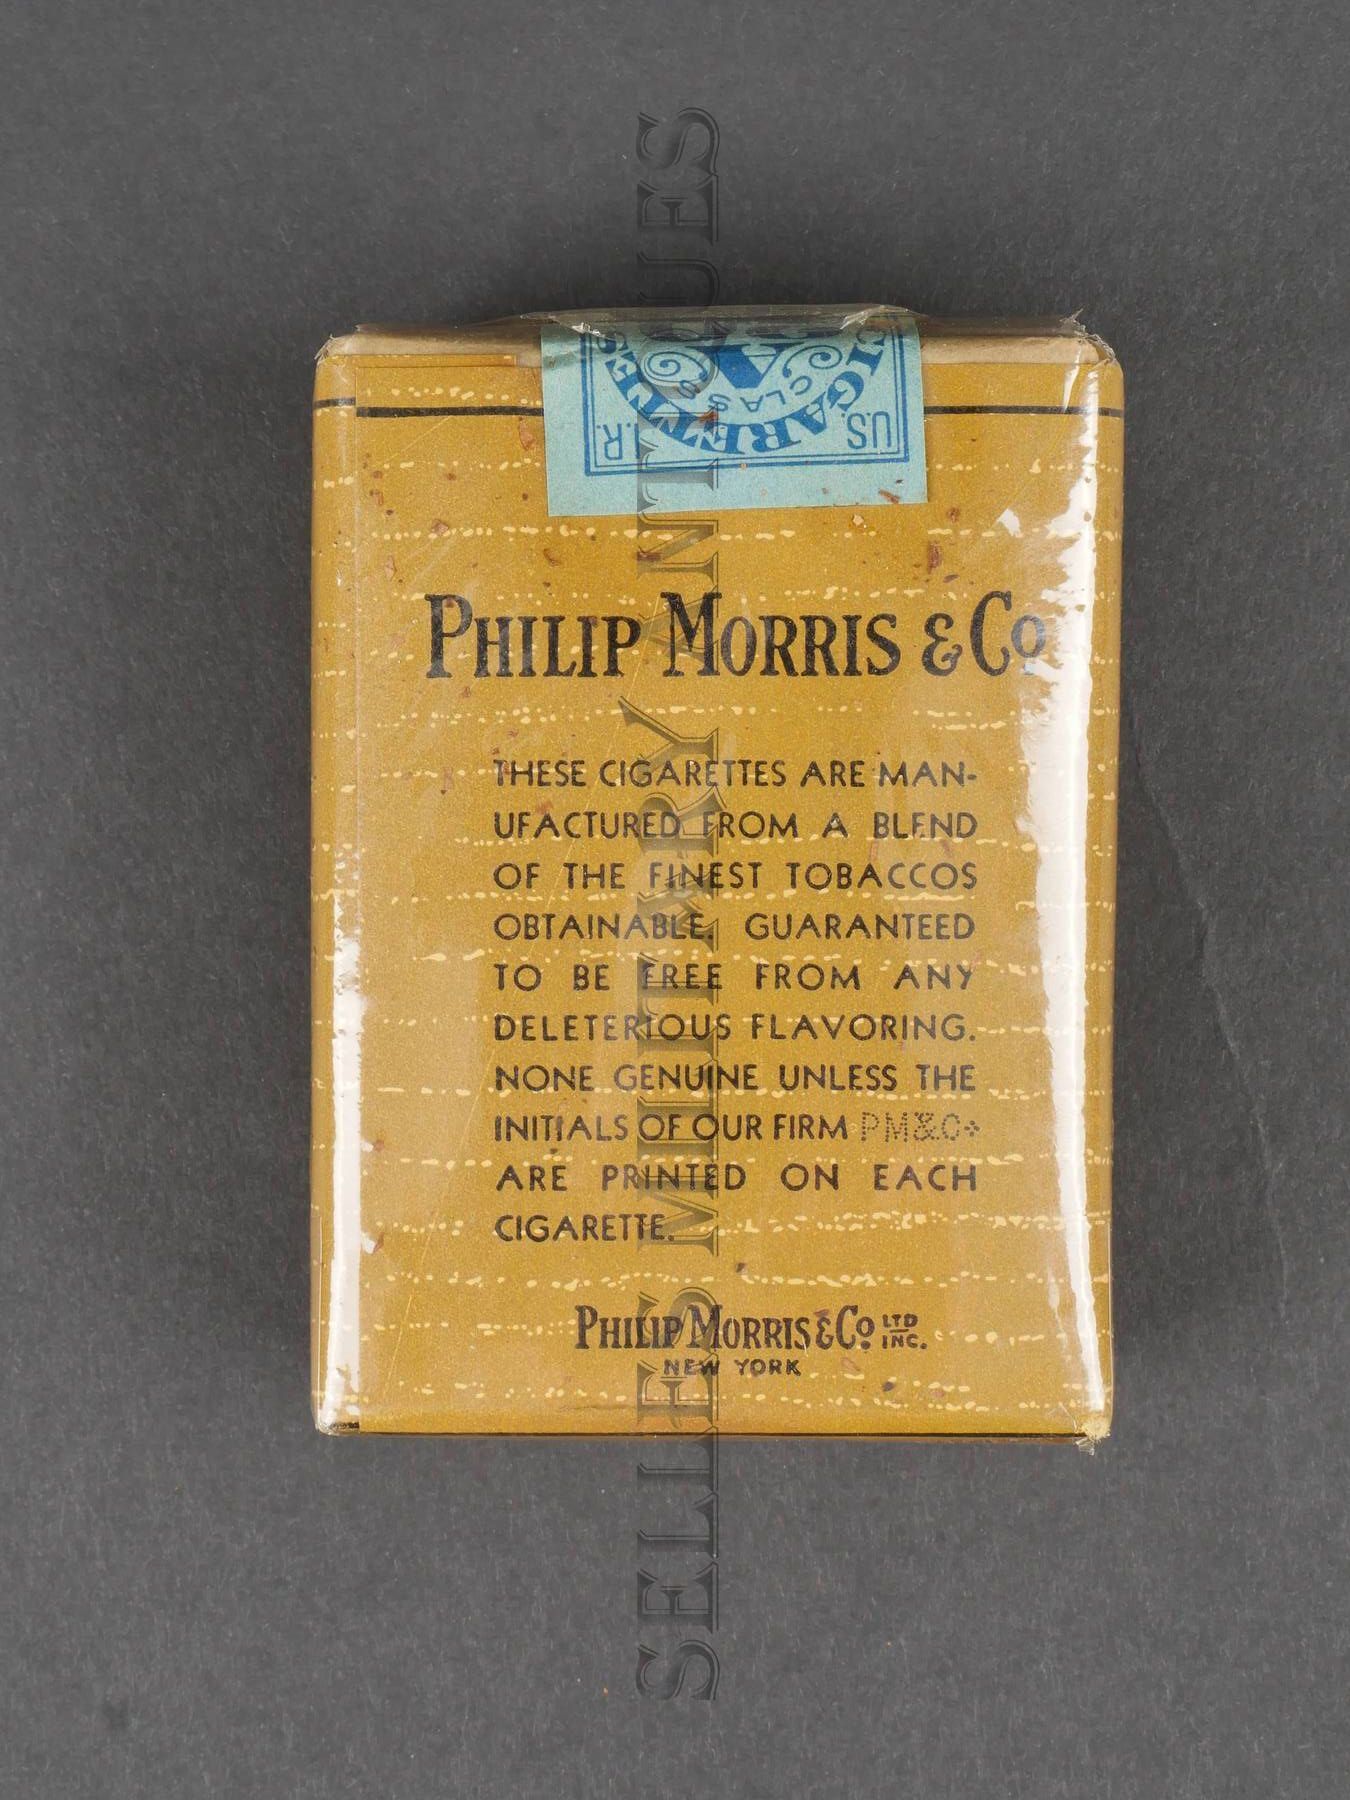 U.S. I.R.
CIGARETTES
CLASS A
PHILIP MORRIS & Co
THESE CIGARETTES ARE MAN-
UFACTURED FROM A BLEND
OF THE FINEST TOBACCOS
OBTAINABLE. GUARANTEED
TO BE FREE FROM ANY
DELETERIOUS FLAVORING.
NONE GENUINE UNLESS THE
INITIALS OF OUR FIRM PM&Co
ARE PRINTED ON EACH
CIGARETTE.
PHILIP MORRIS & Co LTD INC.
NEW YORK
SELLIES MILITARY ANTIQUES